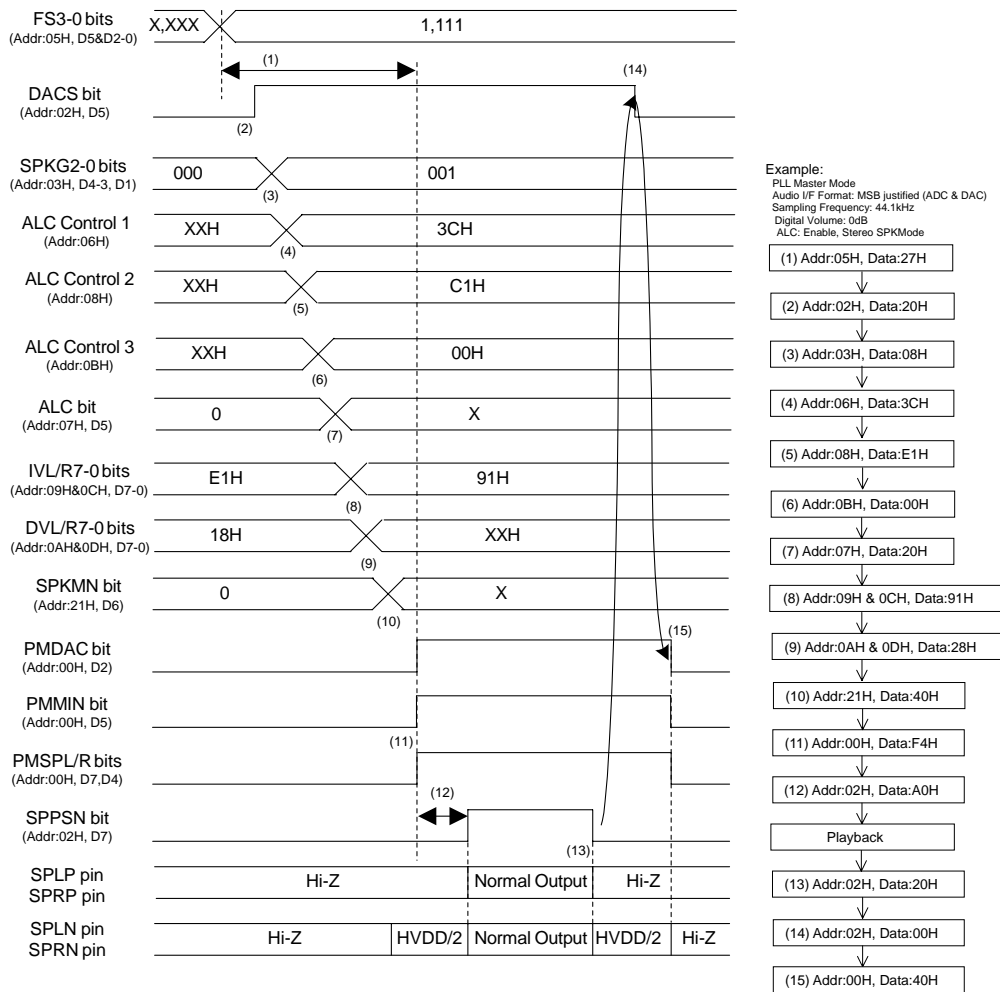 FS3-0 bits
(Addr:05H, D5&D2-0)
X,XXX
1,111
(1)
(14)
DACS bit
(Addr:02H, D5)
(2)
SPKG2-0 bits
(Addr:03H, D4-3, D1)
000
001
(3)
ALC Control 1
(Addr:06H)
XXH
3CH
(4)
ALC Control 2
(Addr:08H)
XXH
C1H
(5)
ALC Control 3
(Addr:0BH)
XXH
00H
(6)
ALC bit
(Addr:07H, D5)
0
X
(7)
IVL/R7-0 bits
(Addr:09H&0CH, D7-0)
E1H
91H
(8)
DVL/R7-0 bits
(Addr:0AH&0DH, D7-0)
18H
XXH
(9)
SPKMN bit
(Addr:21H, D6)
0
X
(10)
PMDAC bit
(Addr:00H, D2)
(15)
PMMIN bit
(Addr:00H, D5)
(11)
PMSPL/R bits
(Addr:00H, D7,D4)
(12)
SPPSN bit
(Addr:02H, D7)
(13)
SPLP pin
SPRP pin
Hi-Z
Normal Output
Hi-Z
SPLN pin
SPRN pin
Hi-Z
HVDD/2
Normal Output
HVDD/2
Hi-Z
Example:
PLL Master Mode
Audio I/F Format: MSB justified (ADC & DAC)
Sampling Frequency: 44.1kHz
Digital Volume: 0dB
ALC: Enable, Stereo SPKMode
(1) Addr:05H, Data:27H
(2) Addr:02H, Data:20H
(3) Addr:03H, Data:08H
(4) Addr:06H, Data:3CH
(5) Addr:08H, Data:E1H
(6) Addr:0BH, Data:00H
(7) Addr:07H, Data:20H
(8) Addr:09H & 0CH, Data:91H
(9) Addr:0AH & 0DH, Data:28H
(10) Addr:21H, Data:40H
(11) Addr:00H, Data:F4H
(12) Addr:02H, Data:A0H
Playback
(13) Addr:02H, Data:20H
(14) Addr:02H, Data:00H
(15) Addr:00H, Data:40H